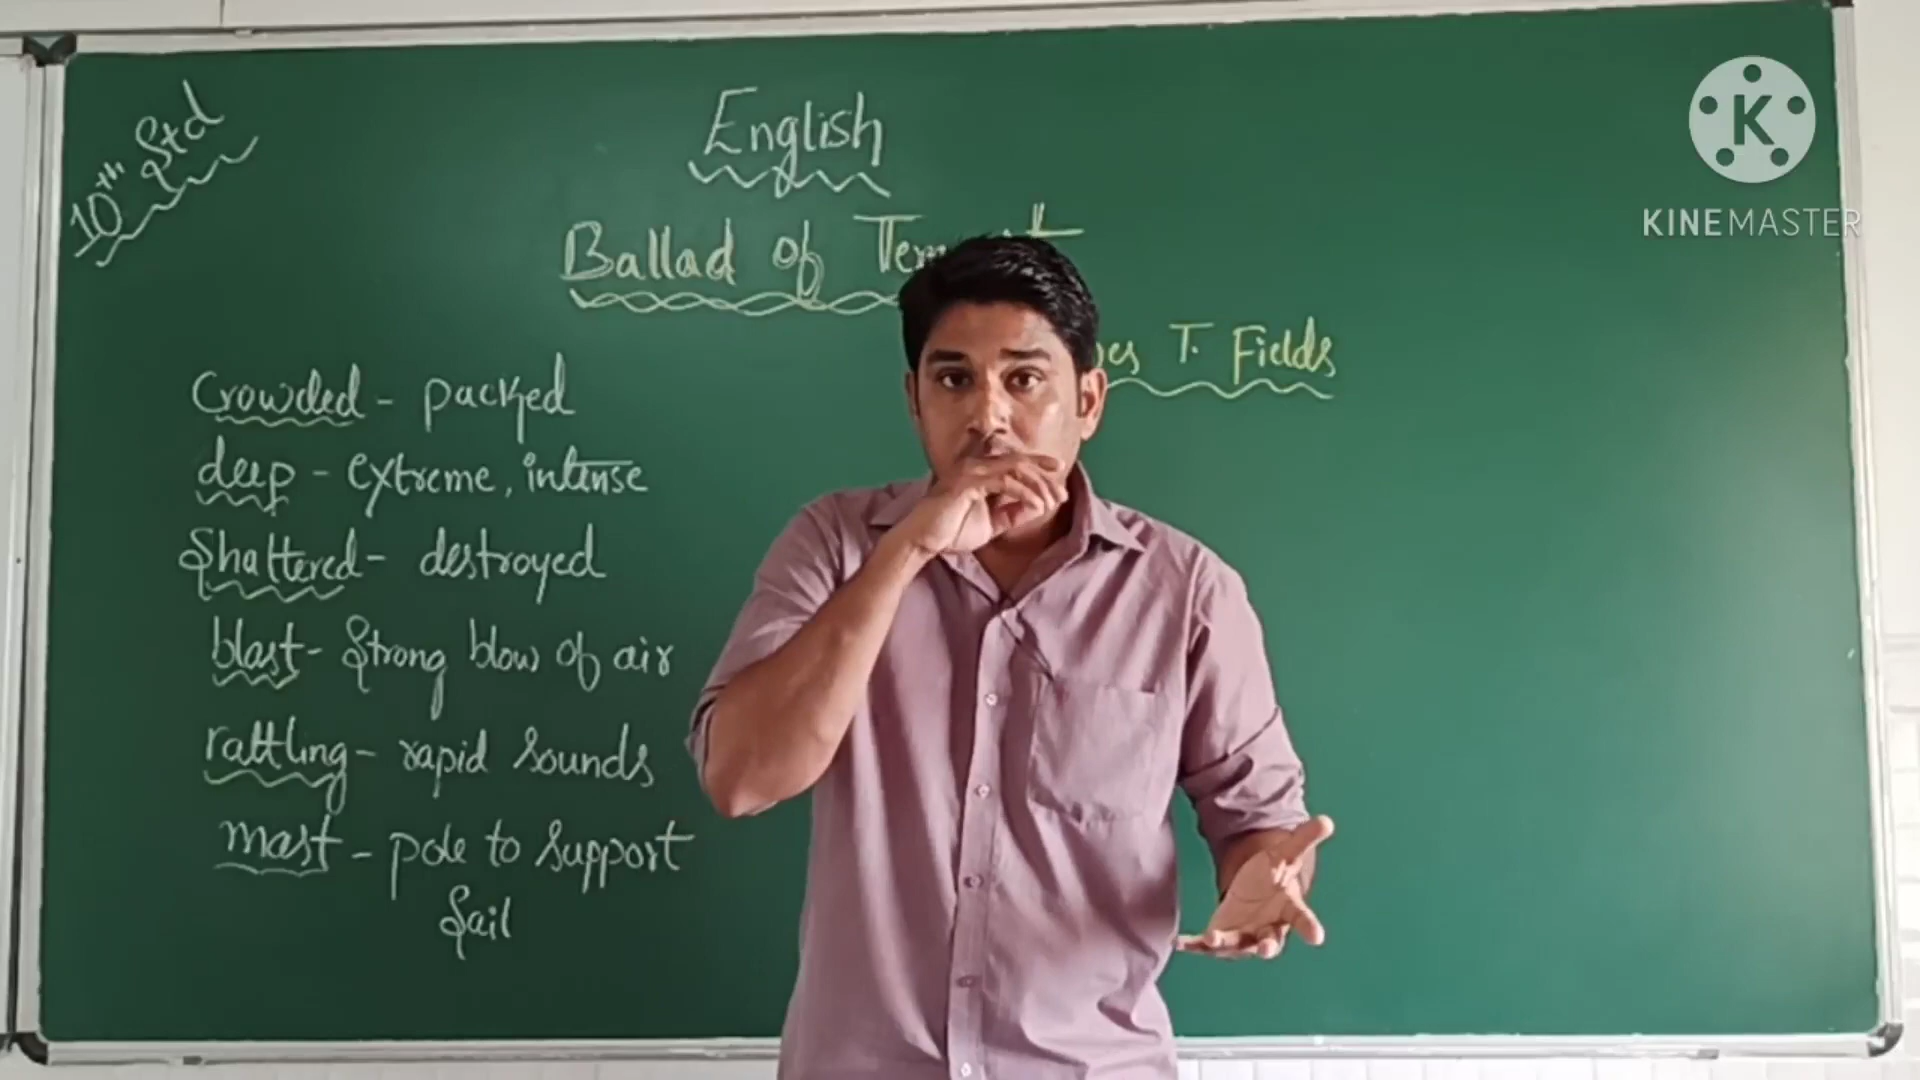 10th Std
English
Ballad of
T. Fields
Crowded - packed
deep - extreme, intense
Shattered - destroyed
blast - Strong blow of air
rattling - rapid sounds
mast - pole to support
Sail
K
KINEMASTER